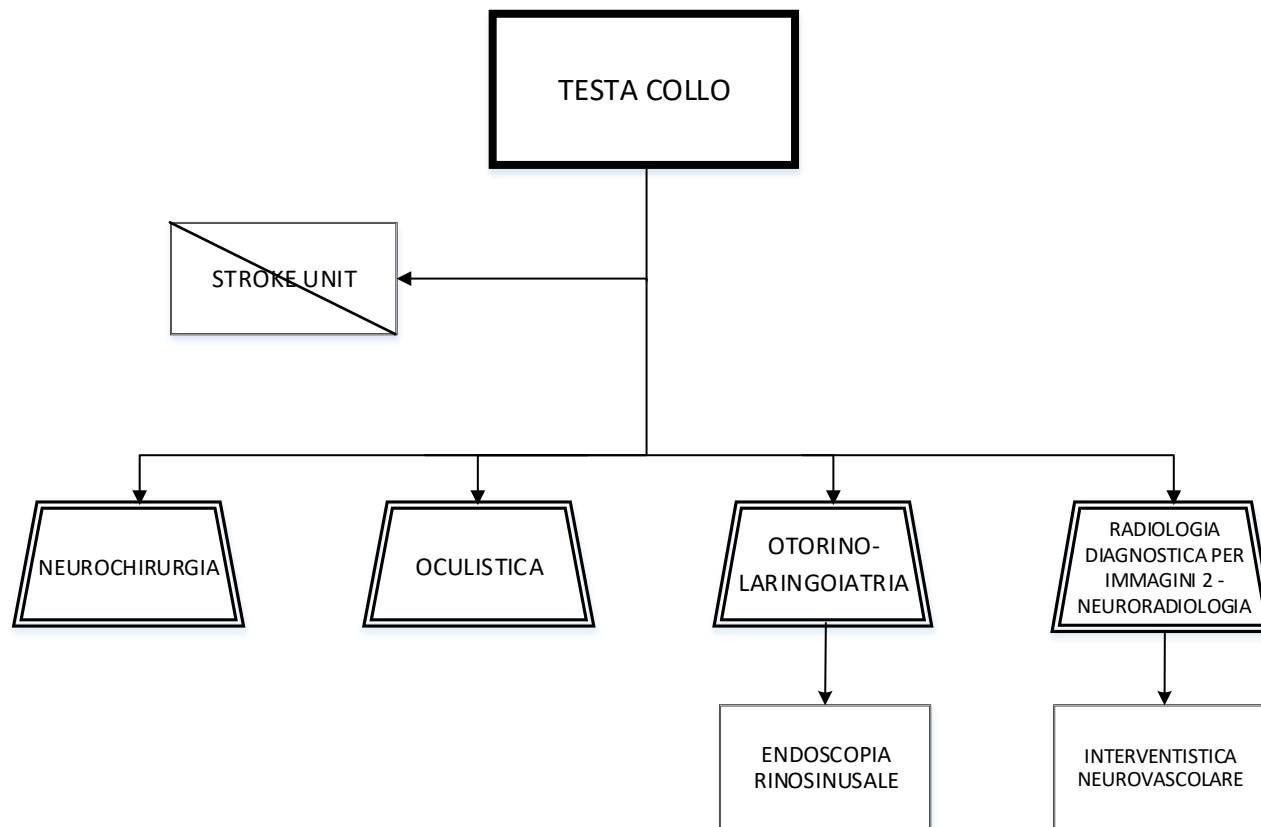 TESTA COLLO
STROKE UNIT
NEUROCHIRURGIA
OCULISTICA
OTORINO-
LARINGOIATRIA
RADIOLOGIA
DIAGNOSTICA PER
IMMAGINI 2 -
NEURORADIOLOGIA
ENDOSCOPIA
RINOSINUSALE
INTERVENTISTICA
NEUROVASCOLARE